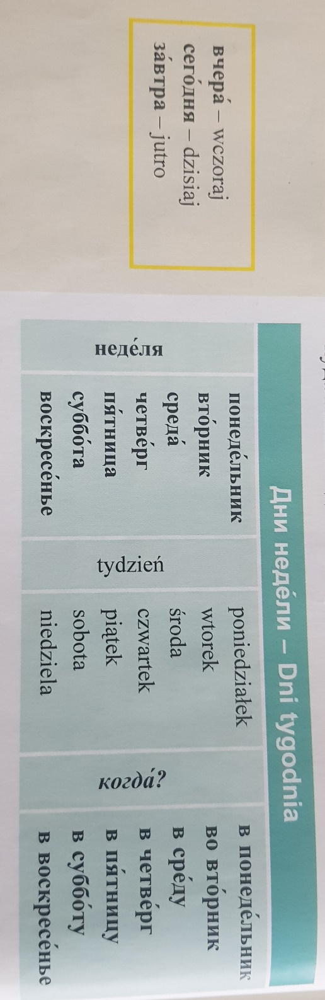 вчера́ – wczoraj
сего́дня – dzisiaj
за́втра – jutro
Дни неде́ли – Dni tygodnia
неде́ля
поне­де́льник
вто́рник
среда́
четве́рг
пя́тница
суббо́та
воскресе́нье
tydzień
poniedziałek
wtorek
środa
czwartek
piątek
sobota
niedziela
когда́?
в понеде́льник
во вто́рник
в сре́ду
в четве́рг
в пя́тницу
в суббо́ту
в воскресе́нье